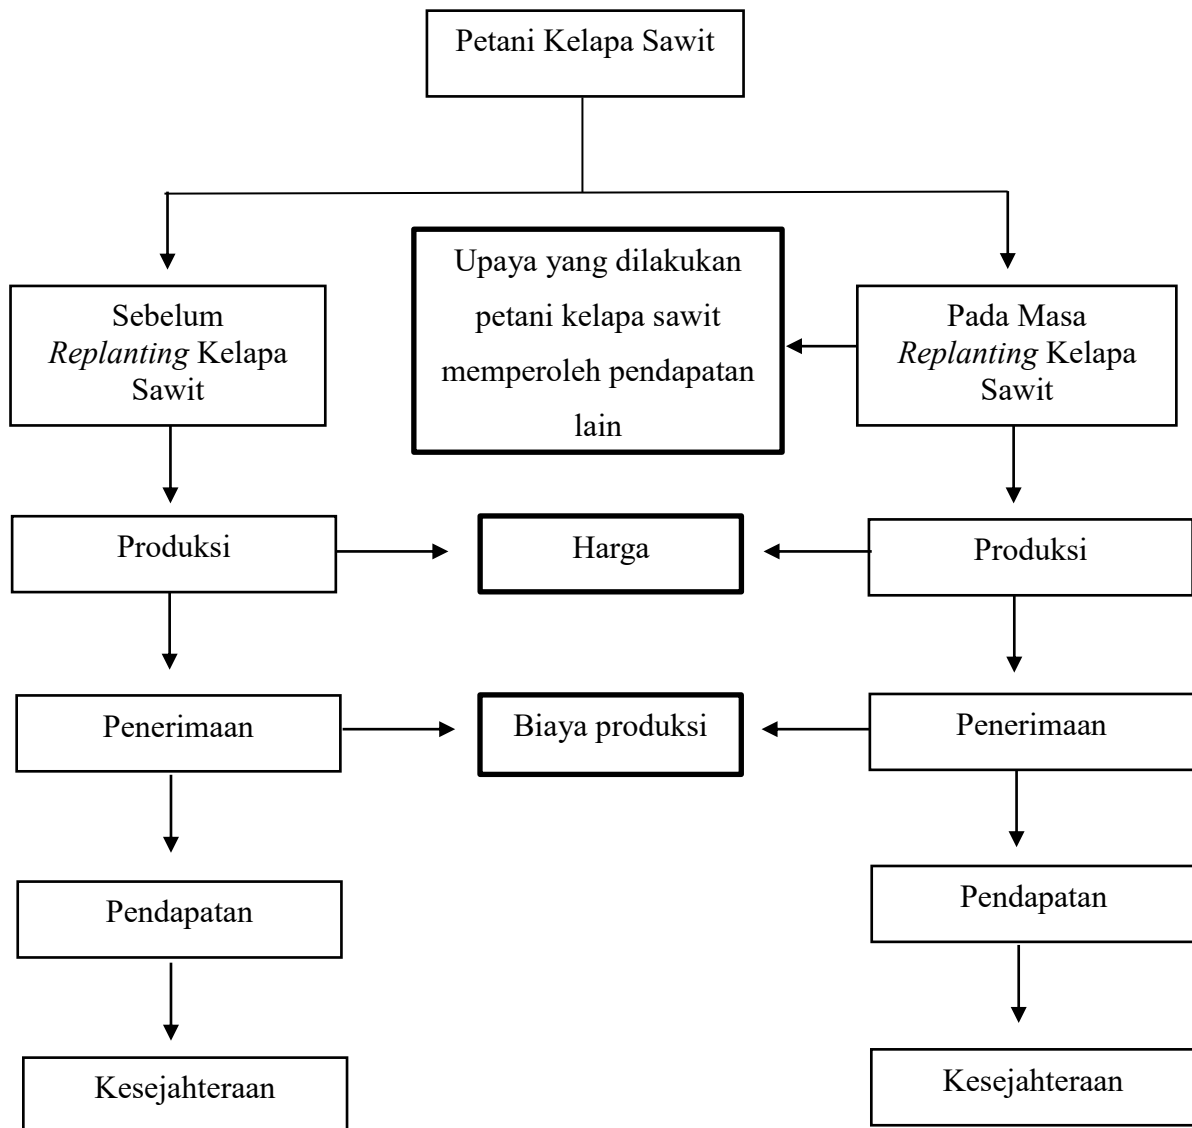 Petani Kelapa Sawit
Upaya yang dilakukan
petani kelapa sawit
memperoleh pendapatan
lain
Sebelum
Replanting Kelapa
Sawit
Pada Masa
Replanting Kelapa
Sawit
Produksi
Harga
Produksi
Penerimaan
Biaya produksi
Penerimaan
Pendapatan
Pendapatan
Kesejahteraan
Kesejahteraan